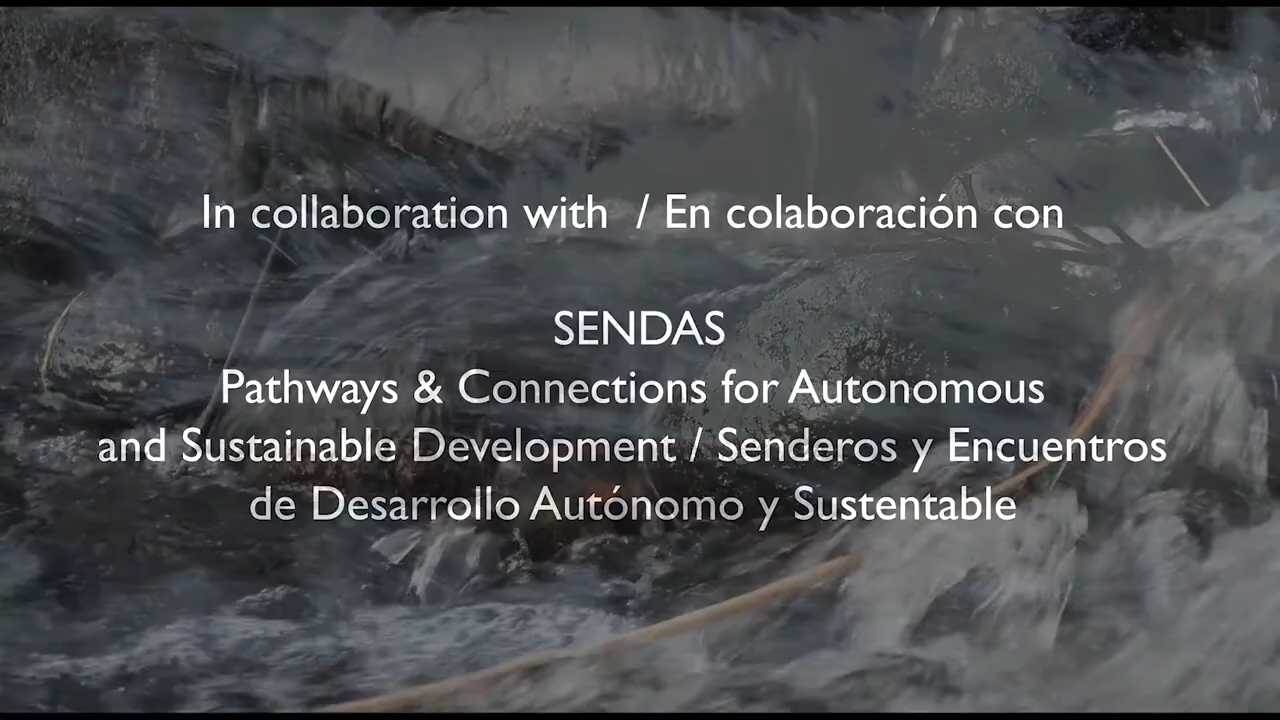 In collaboration with / En colaboración con
SENDAS
Pathways & Connections for Autonomous
and Sustainable Development / Senderos y Encuentros
de Desarrollo Autónomo y Sustentable